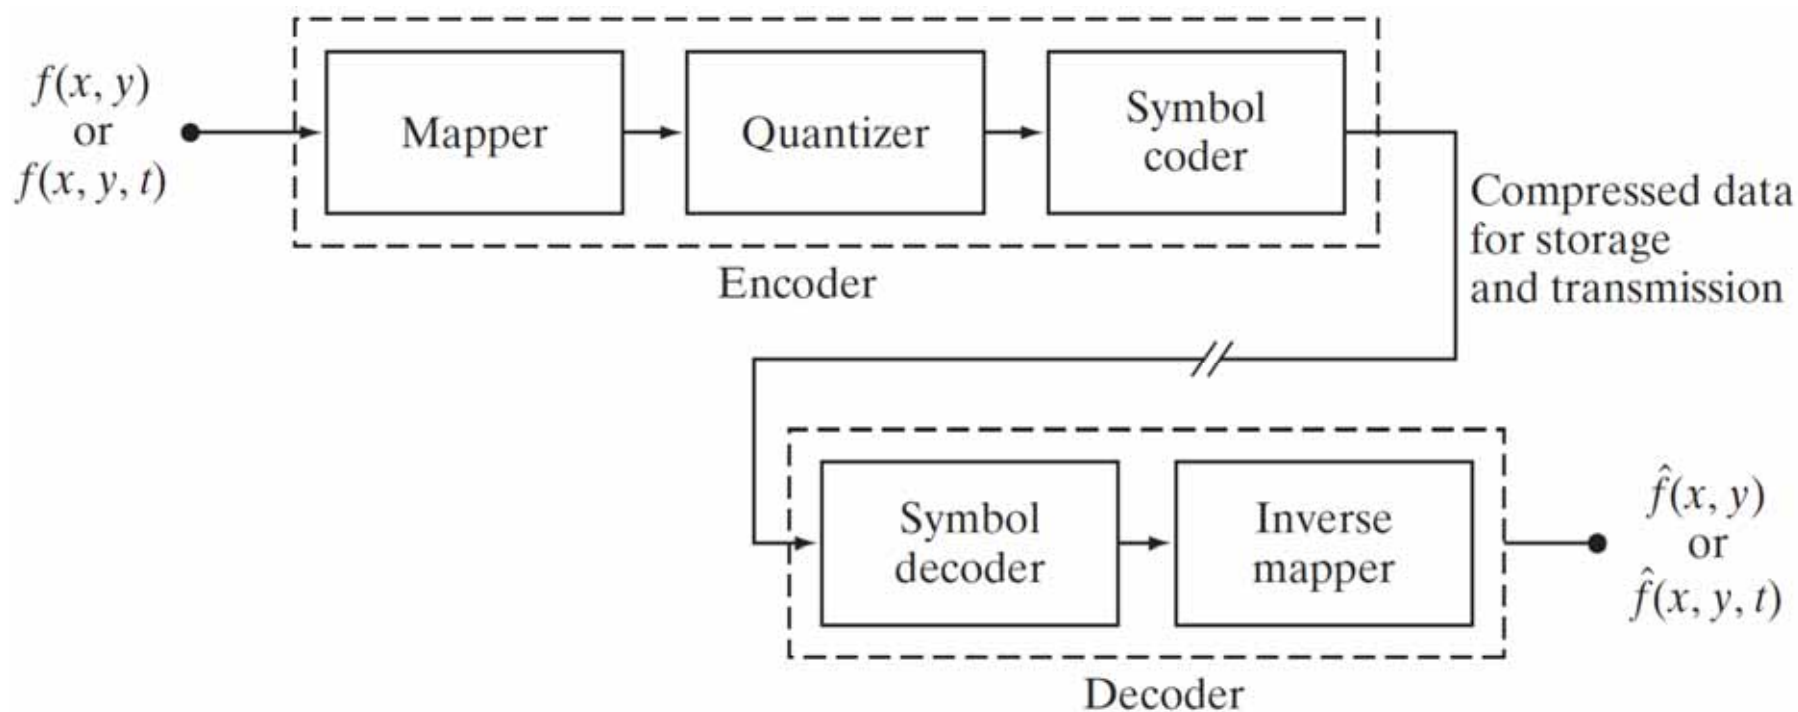 f(x, y)
or
f(x, y, t)
Mapper
Quantizer
Symbol
coder
Encoder
Compressed data
for storage
and transmission
Symbol
decoder
Inverse
mapper
Decoder
f̂(x, y)
or
f̂(x, y, t)